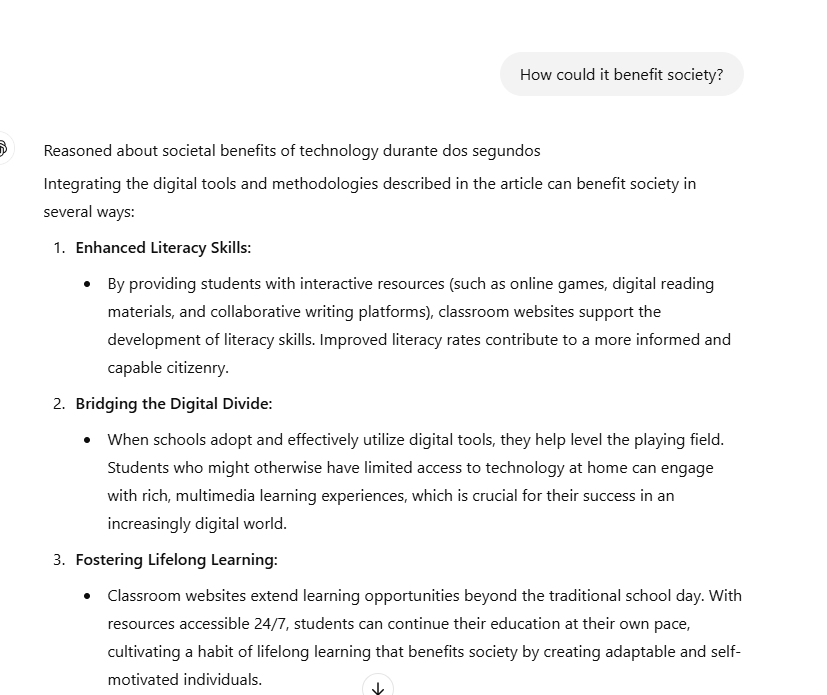 How could it benefit society?
Reasoned about societal benefits of technology durante dos segundos
Integrating the digital tools and methodologies described in the article can benefit society in
several ways:
1. Enhanced Literacy Skills:
• By providing students with interactive resources (such as online games, digital reading
materials, and collaborative writing platforms), classroom websites support the
development of literacy skills. Improved literacy rates contribute to a more informed and
capable citizenry.
2. Bridging the Digital Divide:
• When schools adopt and effectively utilize digital tools, they help level the playing field.
Students who might otherwise have limited access to technology at home can engage
with rich, multimedia learning experiences, which is crucial for their success in an
increasingly digital world.
3. Fostering Lifelong Learning:
• Classroom websites extend learning opportunities beyond the traditional school day. With
resources accessible 24/7, students can continue their education at their own pace,
cultivating a habit of lifelong learning that benefits society by creating adaptable and self-
motivated individuals.